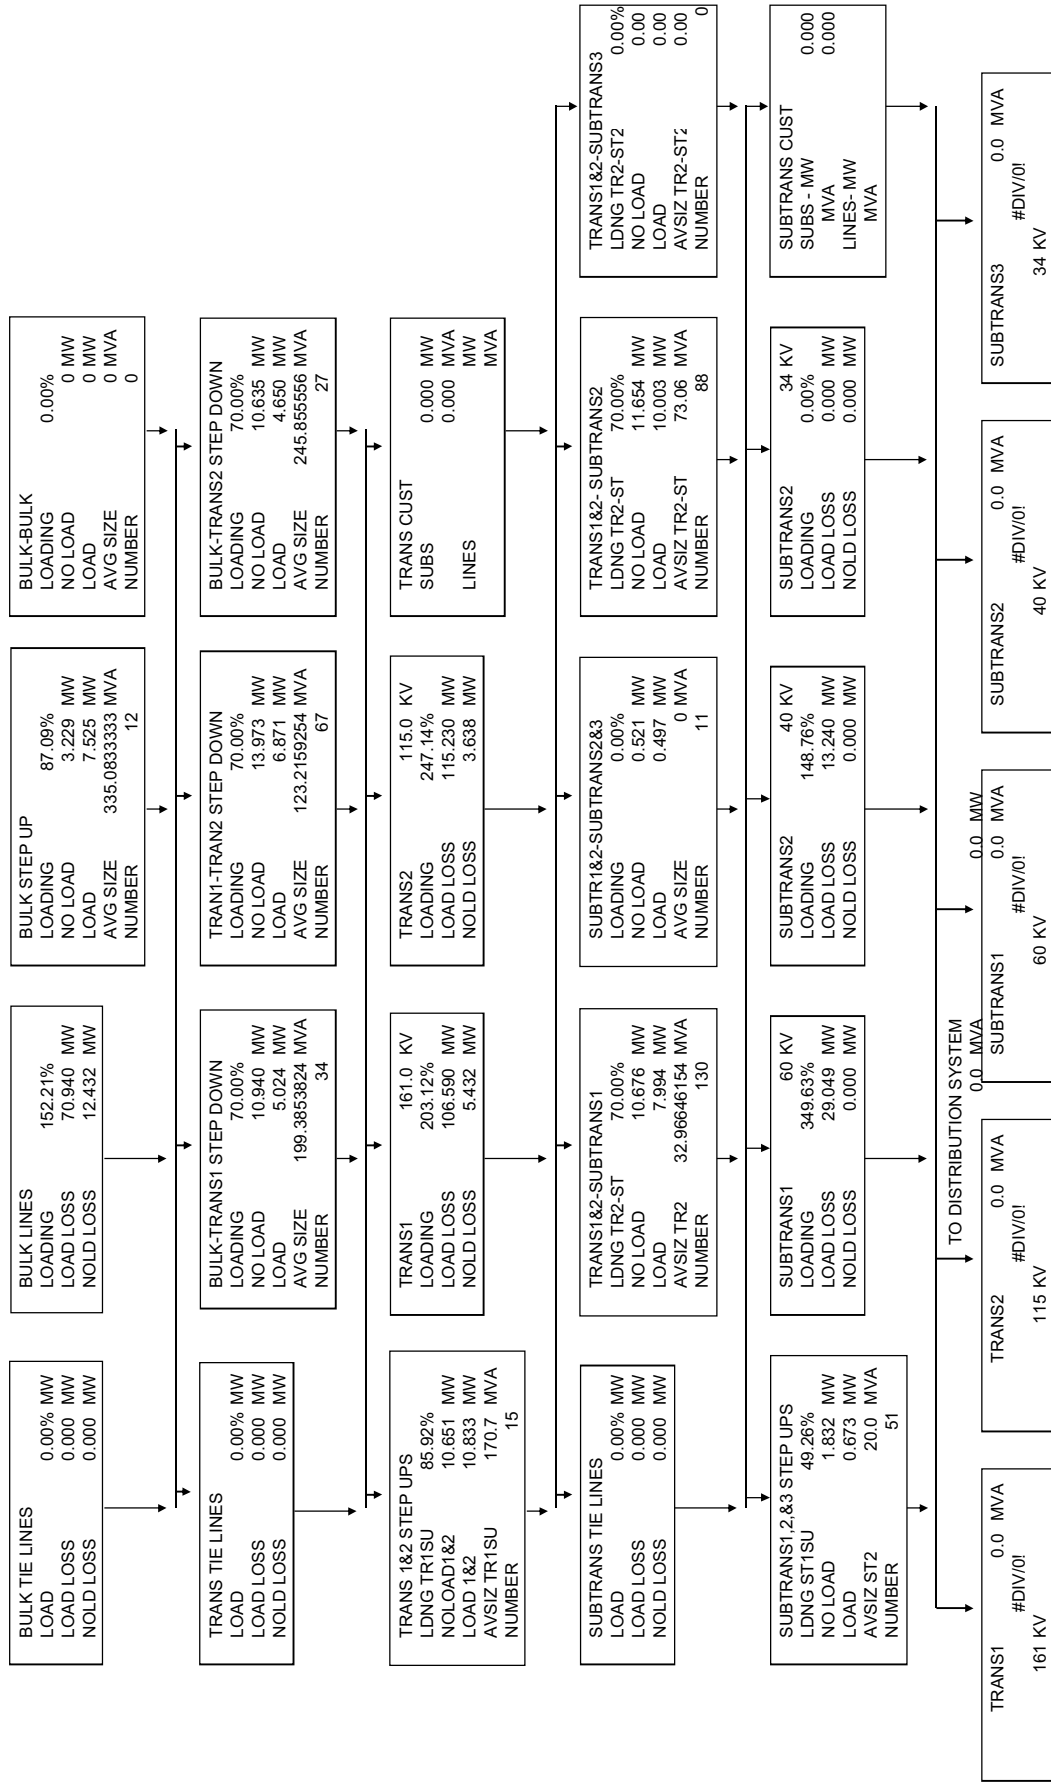 BULK TIE LINES
LOAD 0.00% MW
LOAD LOSS 0.000 MW
NOLD LOSS 0.000 MW
BULK LINES
LOADING 152.21%
LOAD LOSS 70.940 MW
NOLD LOSS 12.432 MW
BULK STEP UP
LOADING 87.09%
NO LOAD 3.229 MW
LOAD 7.525 MW
AVG SIZE 335.0833333 MVA
NUMBER 12
BULK-BULK
LOADING 0.00%
NO LOAD 0 MW
LOAD 0 MW
AVG SIZE 0 MVA
NUMBER 0
TRANS TIE LINES
LOAD 0.00% MW
LOAD LOSS 0.000 MW
NOLD LOSS 0.000 MW
BULK-TRANS1 STEP DOWN
LOADING 70.00%
NO LOAD 10.940 MW
LOAD 5.024 MW
AVG SIZE 199.3853824 MVA
NUMBER 34
TRAN1-TRAN2 STEP DOWN
LOADING 70.00%
NO LOAD 13.973 MW
LOAD 6.871 MW
AVG SIZE 123.2159254 MVA
NUMBER 67
BULK-TRANS2 STEP DOWN
LOADING 70.00%
NO LOAD 10.635 MW
LOAD 4.650 MW
AVG SIZE 245.855556 MVA
NUMBER 27
TRANS 1&2 STEP UPS
LDNG TR1SU 85.92%
NOLOAD1&2 10.651 MW
LOAD 1&2 10.833 MW
AVSIZ TR1SU 170.7 MVA
NUMBER 15
TRANS1 161.0 KV
LOADING 203.12%
LOAD LOSS 106.590 MW
NOLD LOSS 5.432 MW
TRANS2 115.0 KV
LOADING 247.14%
LOAD LOSS 115.230 MW
NOLD LOSS 3.638 MW
TRANS CUST
SUBS 0.000 MW
0.000 MVA
LINES MW
MVA
SUBTRANS TIE LINES
LOAD 0.00% MW
LOAD LOSS 0.000 MW
NOLD LOSS 0.000 MW
TRANS1&2-SUBTRANS1
LDNG TR2-ST 70.00%
NO LOAD 10.676 MW
LOAD 7.994 MW
AVSIZ TR2 32.96646154 MVA
NUMBER 130
SUBTR1&2-SUBTRANS2&3
LOADING 0.00%
NO LOAD 0.521 MW
LOAD 0.497 MW
AVG SIZE 0 MVA
NUMBER 11
TRANS1&2- SUBTRANS2
LDNG TR2-ST 70.00%
NO LOAD 11.654 MW
LOAD 10.003 MW
AVSIZ TR2-ST 73.06 MVA
NUMBER 88
TRANS1&2-SUBTRANS3
LDNG TR2-ST2 0.00%
NO LOAD 0.00
LOAD 0.00
AVSIZ TR2-ST2 0.00
NUMBER 0
SUBTRANS1,2,&3 STEP UPS
LDNG ST1SU 49.26%
NO LOAD 1.832 MW
LOAD 0.673 MW
AVSIZ ST2 20.0 MVA
NUMBER 51
SUBTRANS1 60 KV
LOADING 349.63%
LOAD LOSS 29.049 MW
NOLD LOSS 0.000 MW
SUBTRANS2 40 KV
LOADING 148.76%
LOAD LOSS 13.240 MW
NOLD LOSS 0.000 MW
SUBTRANS2 34 KV
LOADING 0.00%
LOAD LOSS 0.000 MW
NOLD LOSS 0.000 MW
SUBTRANS CUST
SUBS - MW 0.000
MVA 0.000
LINES- MW
MVA
TO DISTRIBUTION SYSTEM
0.0 MVA
0.0 MW
TRANS1 0.0 MVA
#DIV/0!
161 KV
TRANS2 0.0 MVA
#DIV/0!
115 KV
SUBTRANS1 0.0 MVA
#DIV/0!
60 KV
SUBTRANS2 0.0 MVA
#DIV/0!
40 KV
SUBTRANS3 0.0 MVA
#DIV/0!
34 KV